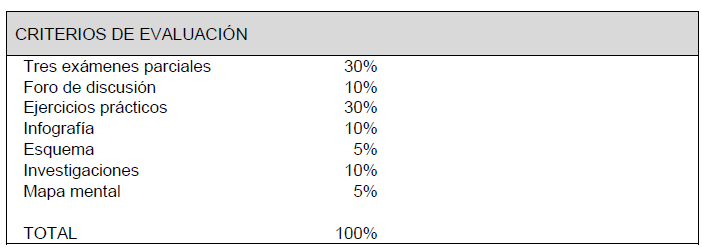 CRITERIOS DE EVALUACIÓN
Tres exámenes parciales 30%
Foro de discusión 10%
Ejercicios prácticos 30%
Infografía 10%
Esquema 5%
Investigaciones 10%
Mapa mental 5%
TOTAL 100%